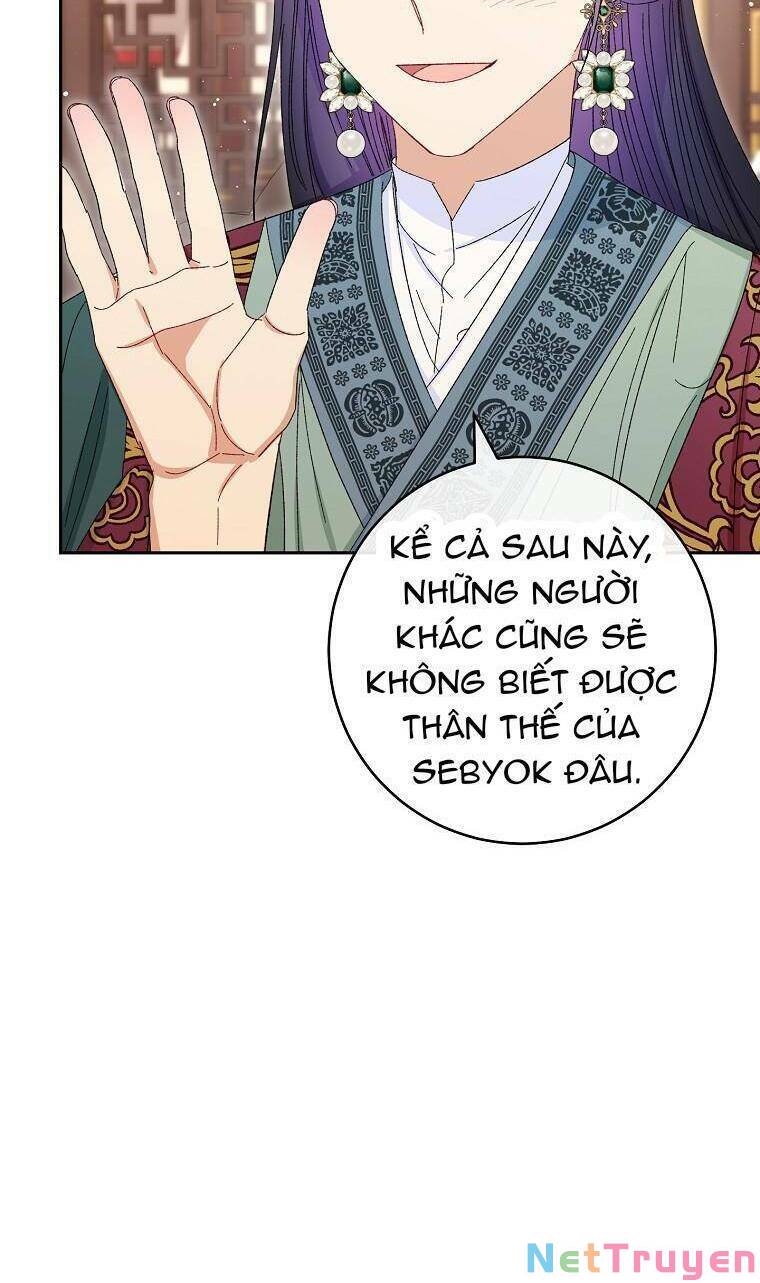 KỂ CẢ SAU NÀY,
NHỮNG NGƯỜI
KHÁC CŨNG SẼ
KHÔNG BIẾT ĐƯỢC
THÂN THẾ CỦA
SEBYOK ĐÂU.
NetTruyen